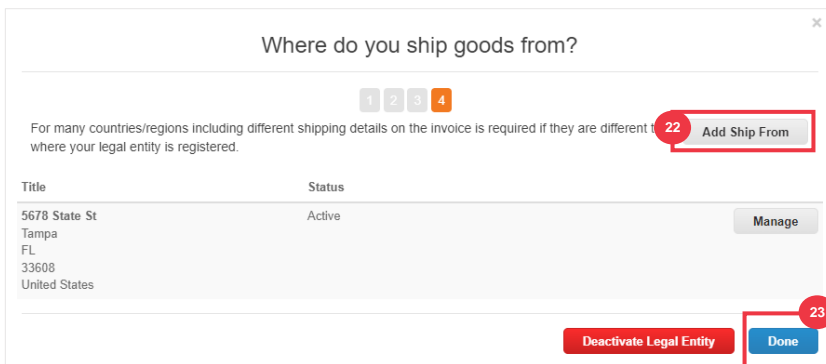 ×
Where do you ship goods from?
1 2 3 4
For many countries/regions including different shipping details on the invoice is required if they are different t
where your legal entity is registered.
22
Add Ship From
Title Status
5678 State St Active Manage
Tampa
FL
33608
United States
23
Deactivate Legal Entity Done